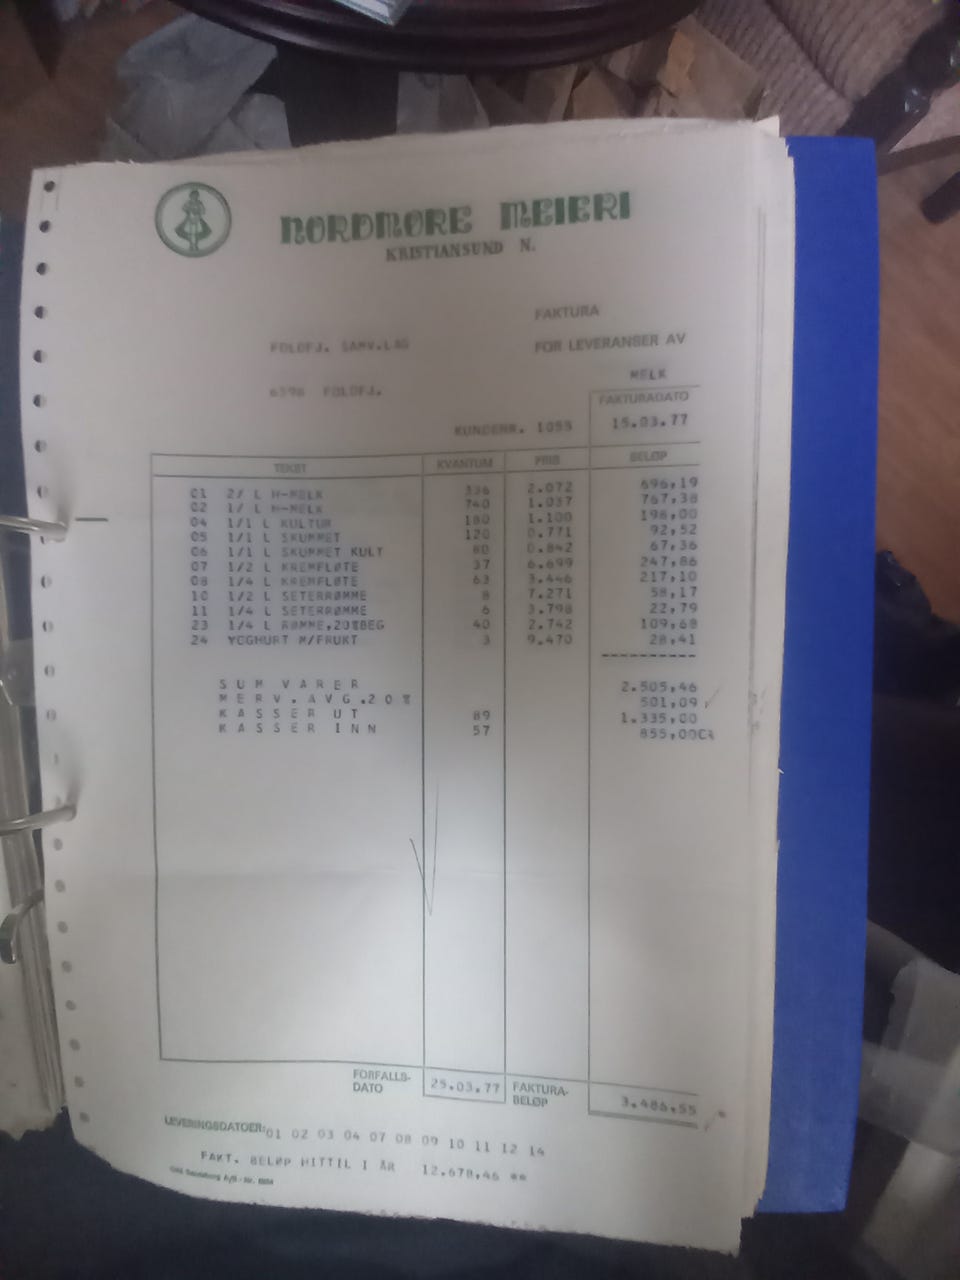 NORDMØRE MEIERI
KRISTIANSUND N.
FAKTURA
FOLDFJ. SAMV.LAG
FOR LEVERANSER AV
MELK
6396 FOLDFJ.
FAKTURADATO
KUNDENR. 1055 15.03.77
TEKST KVANTUM PRIS BELØP
01 2/ L H-MELK 336 2.072 696,19
02 1/ L H-MELK 740 1.037 767,38
04 1/1 L KULTUR 180 1.100 198,00
05 1/1 L SKUMMET 120 0.771 92,52
06 1/1 L SKUMMET KULT 80 0.842 67,36
07 1/2 L KREMFLØTE 37 6.699 247,86
08 1/4 L KREMFLØTE 63 3.446 217,10
10 1/2 L SETERRØMME 8 7.271 58,17
11 1/4 L SETERRØMME 6 3.798 22,79
23 1/4 L RØMME,20%BEG 40 2.742 109,68
24 YOGHURT M/FRUKT 3 9.470 28,41
SUM VARER 2.505,46
MERV.AVG.20% 501,09
KASSER UT 89 1.335,00
KASSER INN 57 855,00CR
FORFALLS-DATO 25.03.77 FAKTURA-BELØP 3.486,55
LEVERINGSDATOER: 01 02 03 04 07 08 09 10 11 12 14
FAKT. BELØP HITTIL I ÅR 12.678,46 **